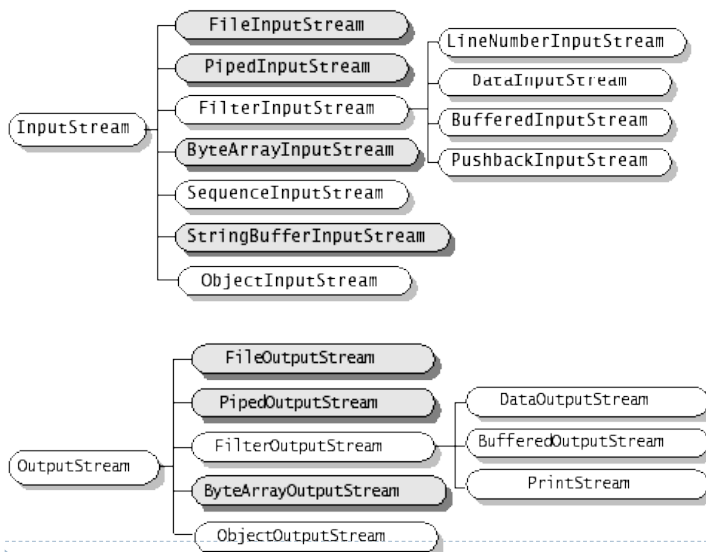 FileInputStream
PipedInputStream
FilterInputStream
InputStream
ByteArrayInputStream
SequenceInputStream
StringBufferInputStream
ObjectInputStream
LineNumberInputStream
DataInputStream
BufferedInputStream
PushbackInputStream
FileOutputStream
PipedOutputStream
FilterOutputStream
OutputStream
ByteArrayOutputStream
ObjectOutputStream
DataOutputStream
BufferedOutputStream
PrintStream